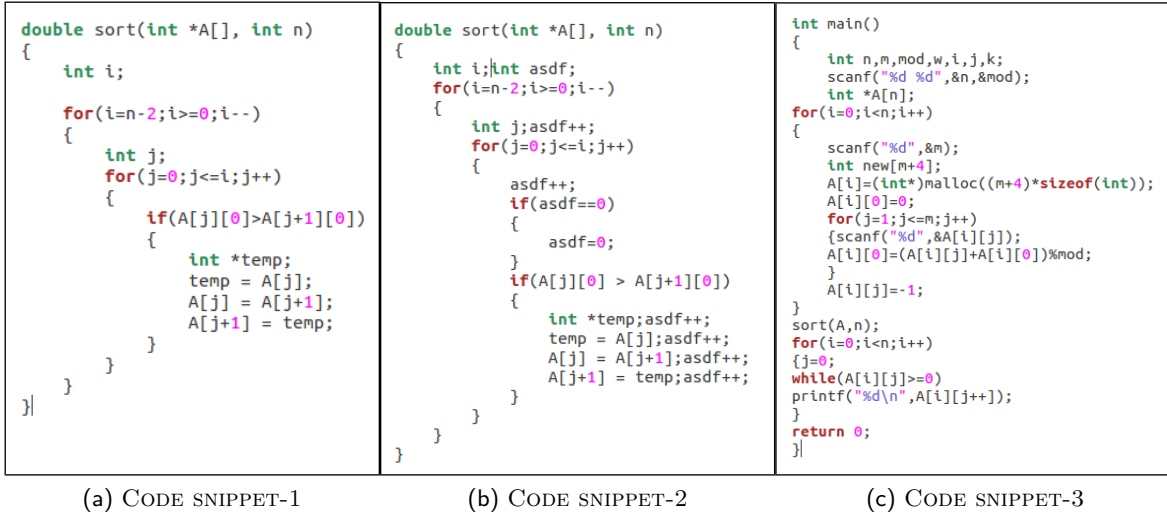 double sort(int *A[], int n)
{
    int i;

    for(i=n-2;i>=0;i--)
    {
        int j;
        for(j=0;j<=i;j++)
        {
            if(A[j][0]>A[j+1][0])
            {
                int *temp;
                temp = A[j];
                A[j] = A[j+1];
                A[j+1] = temp;
            }
        }
    }
}
(a) CODE SNIPPET-1
double sort(int *A[], int n)
{
    int i;int asdf;
    for(i=n-2;i>=0;i--)
    {
        int j;asdf++;
        for(j=0;j<=i;j++)
        {
            asdf++;
            if(asdf==0)
            {
                asdf=0;
            }
            if(A[j][0] > A[j+1][0])
            {
                int *temp;asdf++;
                temp = A[j];asdf++;
                A[j] = A[j+1];asdf++;
                A[j+1] = temp;asdf++;
            }
        }
    }
}
(b) CODE SNIPPET-2
int main()
{
    int n,m,mod,w,i,j,k;
    scanf("%d %d",&n,&mod);
    int *A[n];
for(i=0;i<n;i++)
{
    scanf("%d",&m);
    int new[m+4];
    A[i]=(int*)malloc((m+4)*sizeof(int));
    A[i][0]=0;
    for(j=1;j<=m;j++)
    {scanf("%d",&A[i][j]);
    A[i][0]=(A[i][j]+A[i][0])%mod;
    }
    A[i][j]=-1;
}
sort(A,n);
for(i=0;i<n;i++)
{j=0;
while(A[i][j]>=0)
printf("%d\n",A[i][j++]);
}
return 0;
}
(c) CODE SNIPPET-3